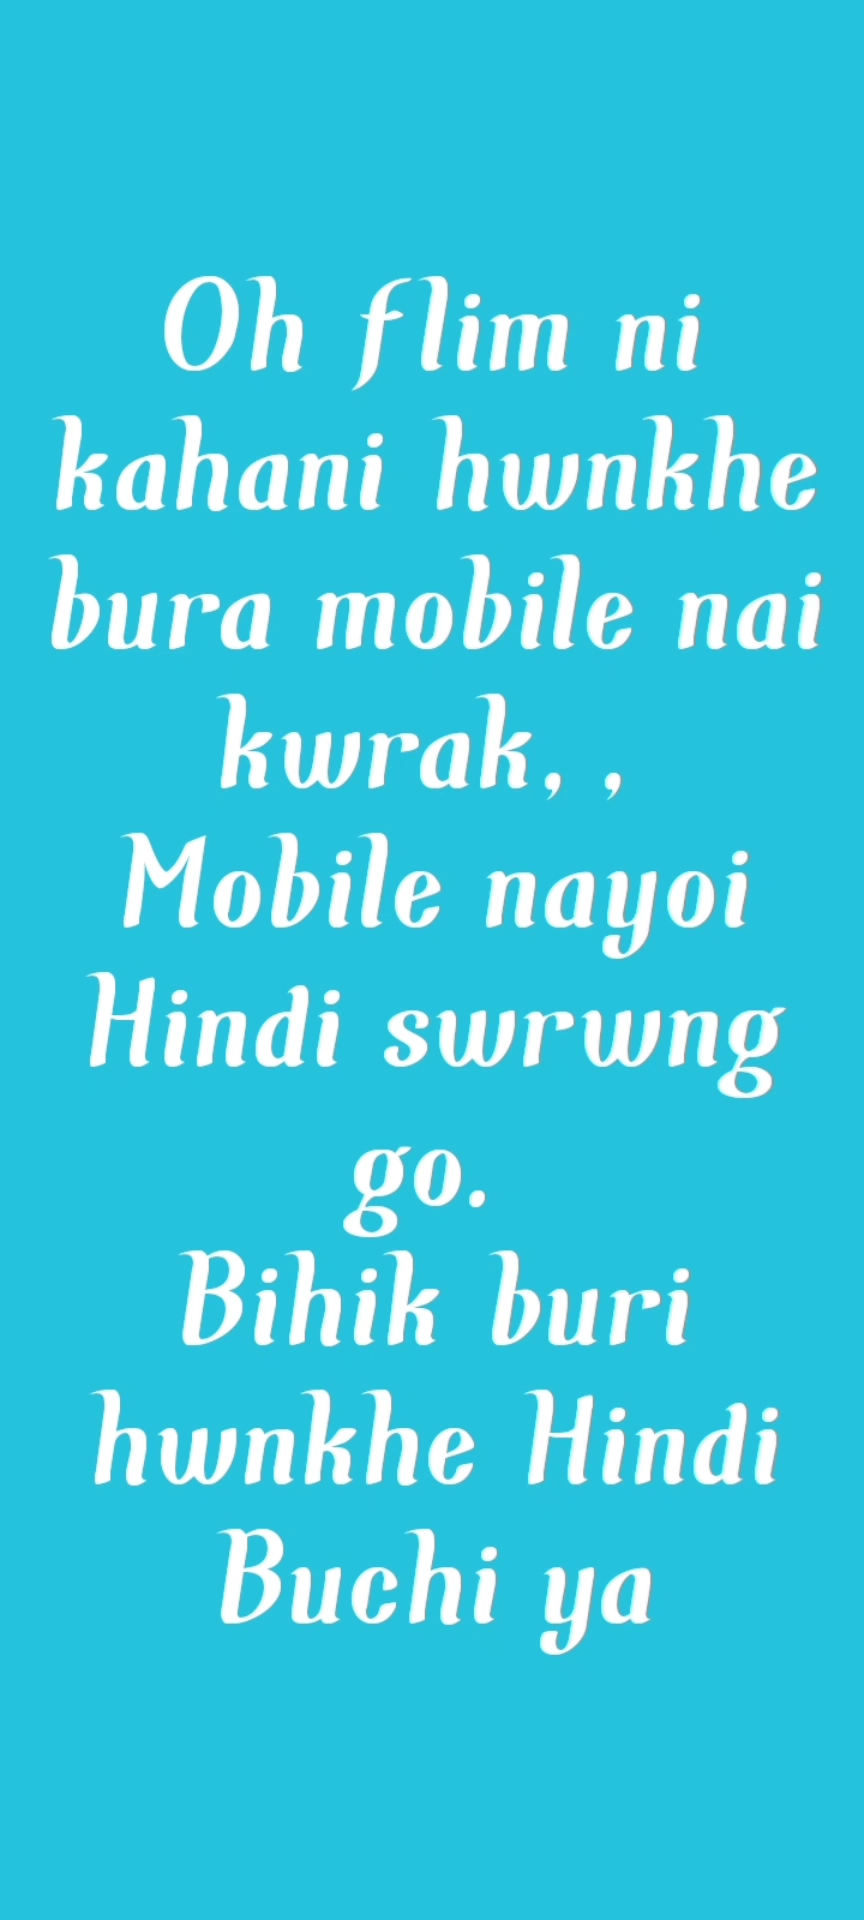 Oh flim ni
kahani hwnkhe
bura mobile nai
kwrak, ,
Mobile nayoi
Hindi swrwng
go.
Bihik buri
hwnkhe Hindi
Buchi ya